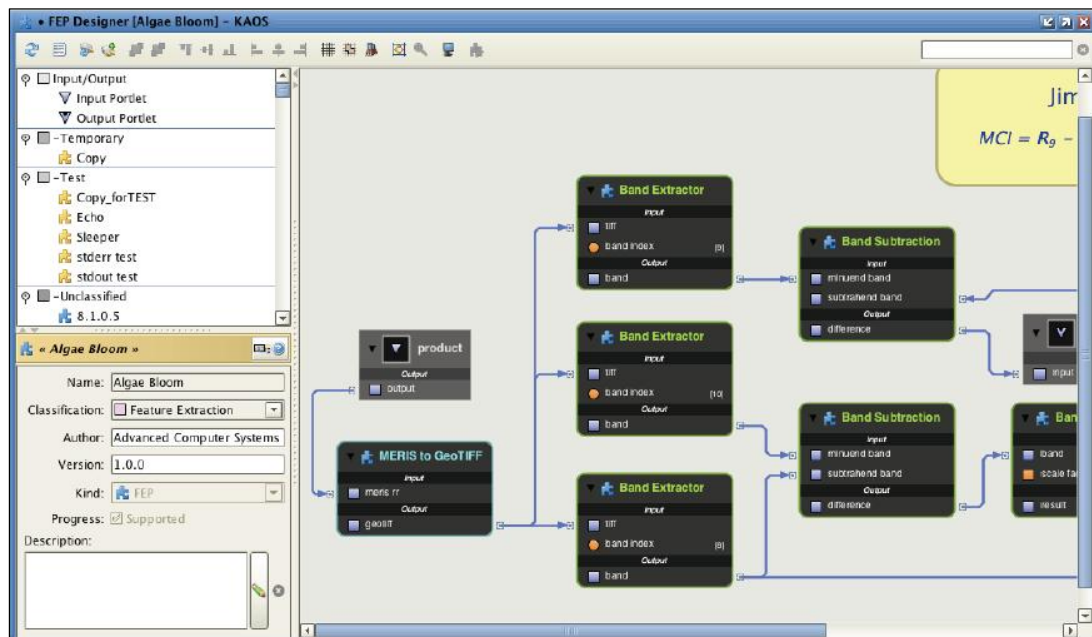 • FEP Designer [Algae Bloom] – KAOS
Input/Output
Input Portlet
Output Portlet
-Temporary
Copy
-Test
Copy_forTEST
Echo
Sleeper
stderr test
stdout test
-Unclassified
8.1.0.5
« Algae Bloom »
Name: Algae Bloom
Classification: Feature Extraction
Author: Advanced Computer Systems
Version: 1.0.0
Kind: FEP
Progress: Supported
Description:
product
Output
output
MERIS to GeoTIFF
Input
meris rr
Output
geotiff
Band Extractor
Input
tiff
band index [9]
Output
band
Band Extractor
Input
tiff
band index [10]
Output
band
Band Extractor
Input
tiff
band index [8]
Output
band
Band Subtraction
Input
minuend band
subtrahend band
Output
difference
Band Subtraction
Input
minuend band
subtrahend band
Output
difference
Jim
MCI = R9 –
input
Ban
band
scale fa
result